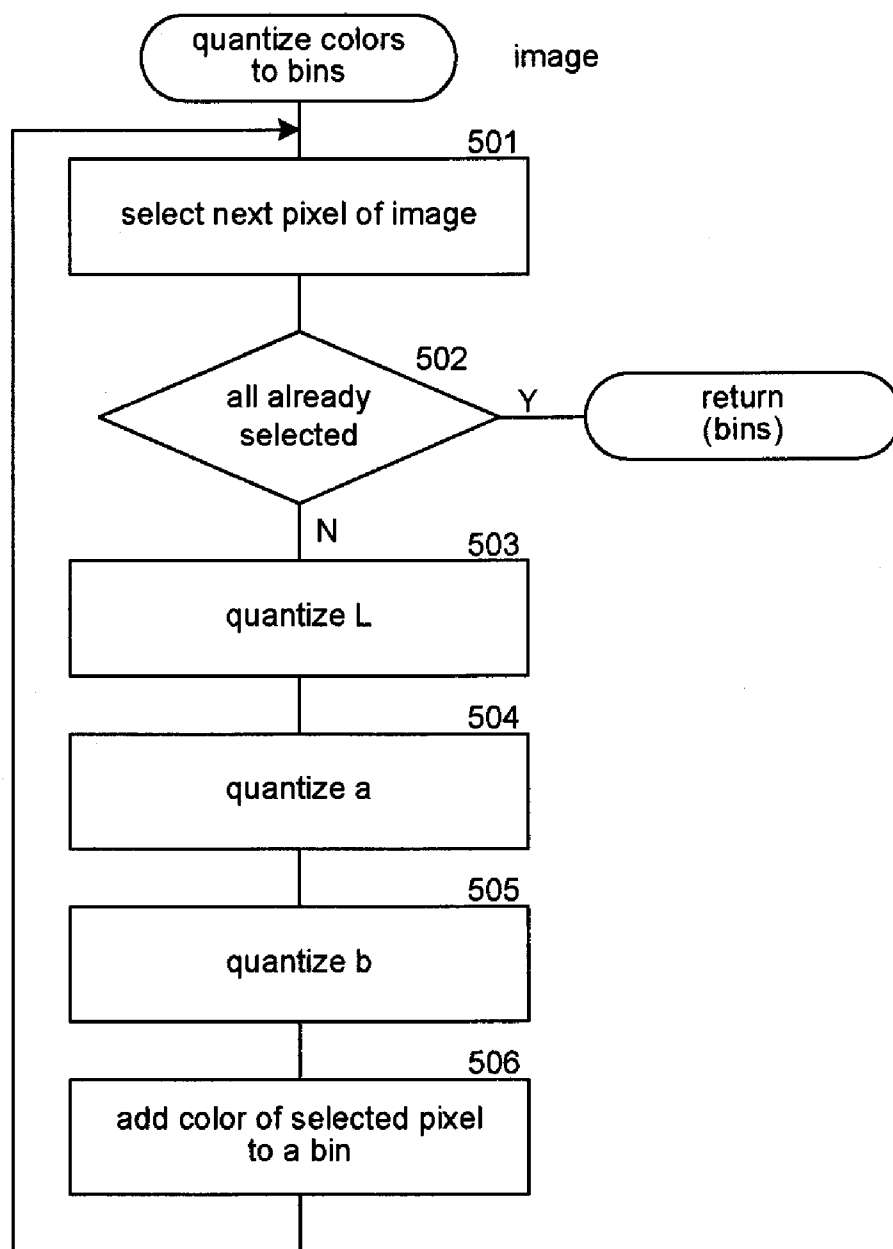 quantize colors
to bins
image
501
select next pixel of image
502
all already
selected
Y
return
(bins)
N
503
quantize L
504
quantize a
505
quantize b
506
add color of selected pixel
to a bin